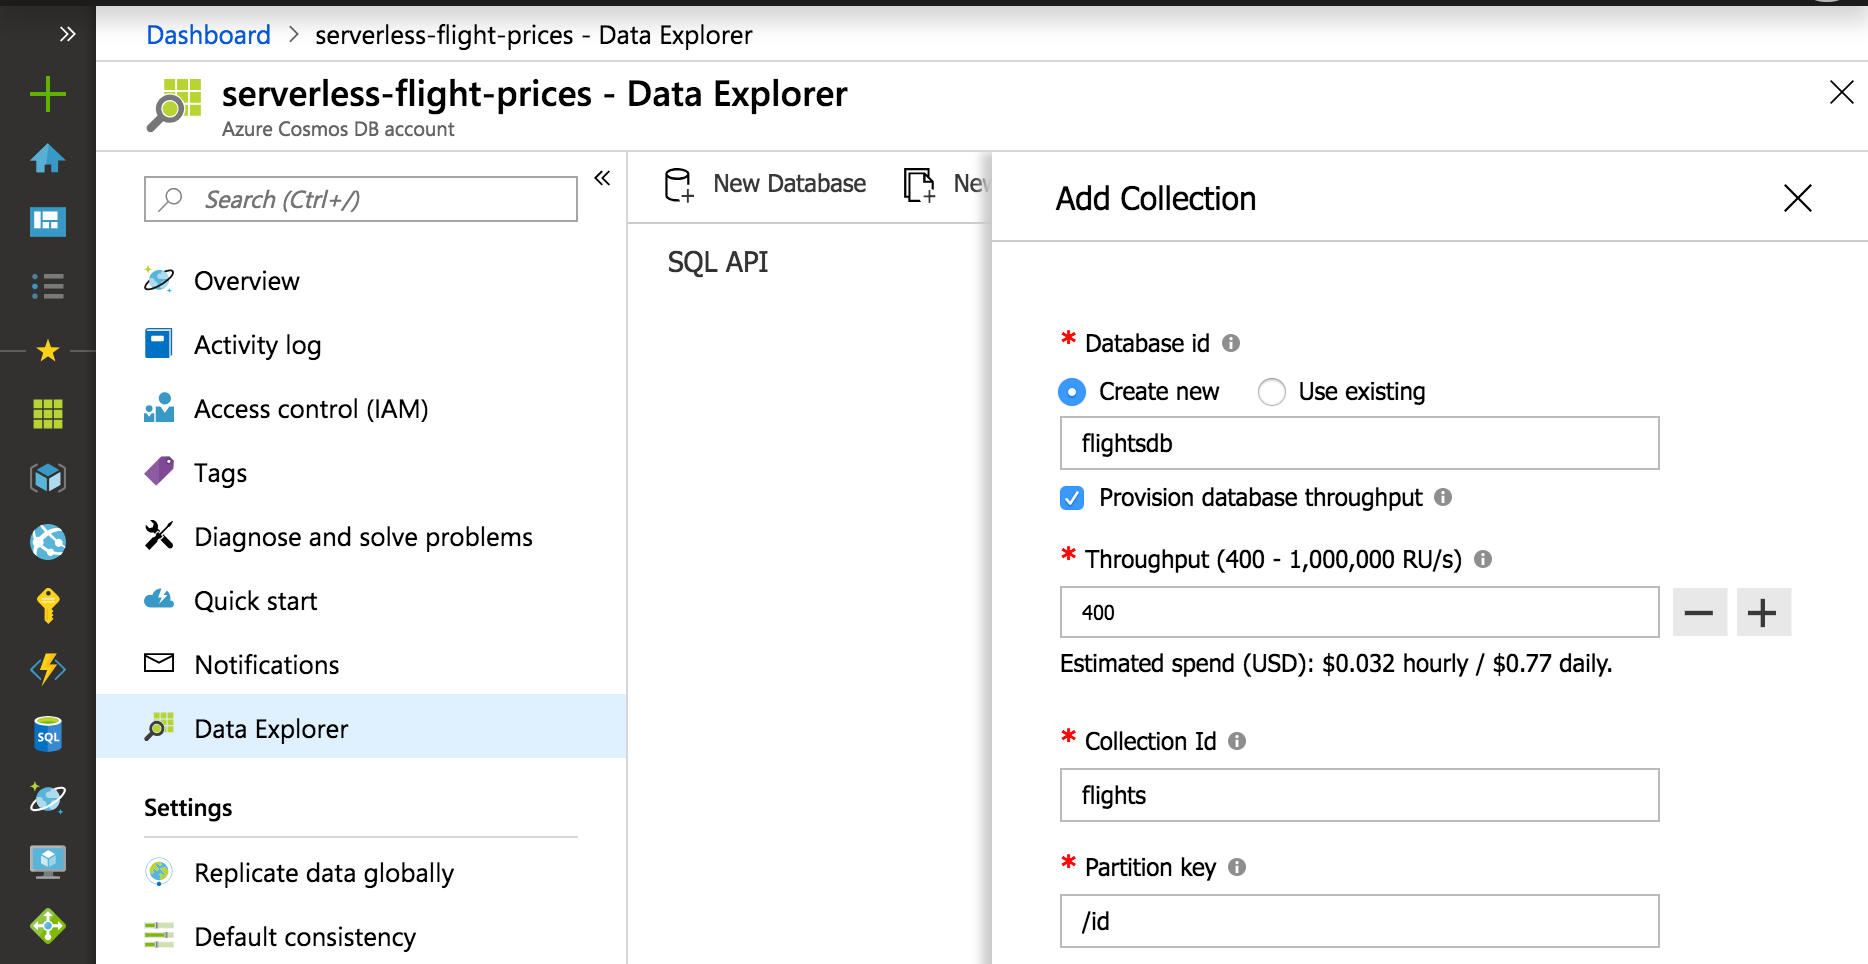 Dashboard > serverless-flight-prices - Data Explorer
serverless-flight-prices - Data Explorer
Azure Cosmos DB account
Search (Ctrl+/)
Overview
Activity log
Access control (IAM)
Tags
Diagnose and solve problems
Quick start
Notifications
Data Explorer
Settings
Replicate data globally
Default consistency
SQL
New Database
New
SQL API
Add Collection
* Database id
Create new Use existing
flightsdb
Provision database throughput
* Throughput (400 - 1,000,000 RU/s)
400
Estimated spend (USD): $0.032 hourly / $0.77 daily.
* Collection Id
flights
* Partition key
/id